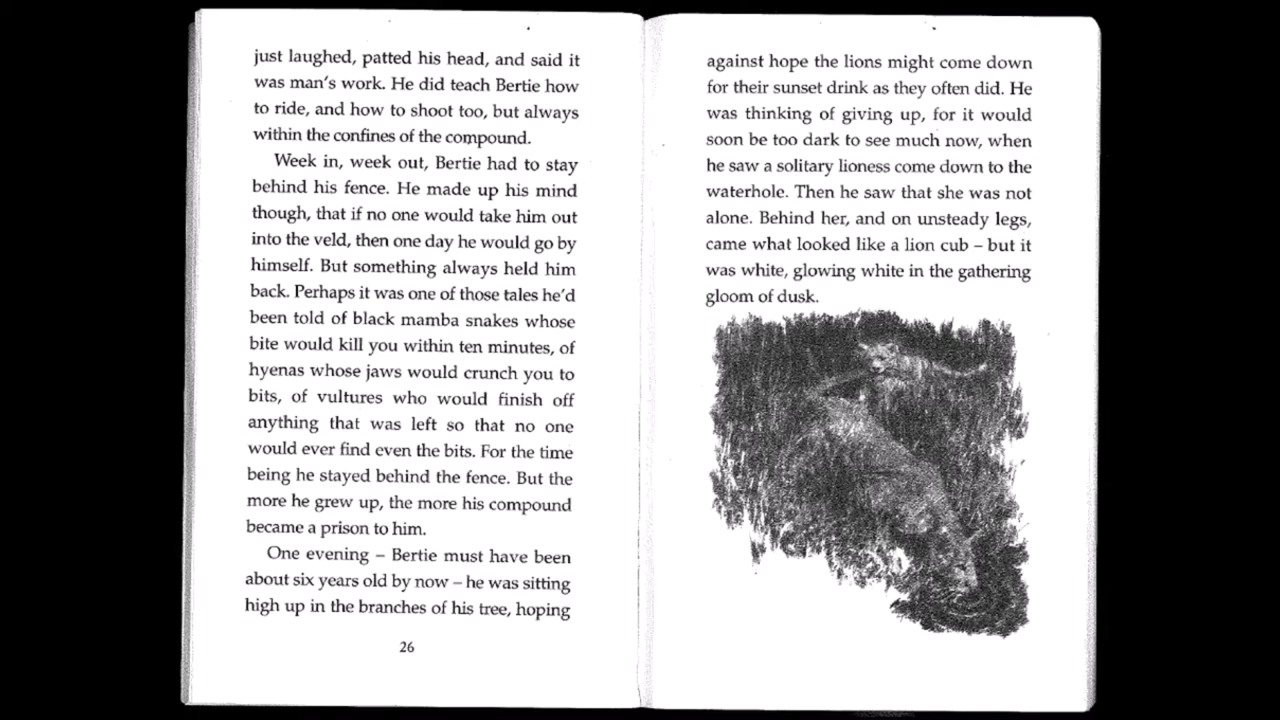 just laughed, patted his head, and said it
was man's work. He did teach Bertie how
to ride, and how to shoot too, but always
within the confines of the compound.
Week in, week out, Bertie had to stay
behind his fence. He made up his mind
though, that if no one would take him out
into the veld, then one day he would go by
himself. But something always held him
back. Perhaps it was one of those tales he'd
been told of black mamba snakes whose
bite would kill you within ten minutes, of
hyenas whose jaws would crunch you to
bits, of vultures who would finish off
anything that was left so that no one
would ever find even the bits. For the time
being he stayed behind the fence. But the
more he grew up, the more his compound
became a prison to him.
One evening – Bertie must have been
about six years old by now – he was sitting
high up in the branches of his tree, hoping
26
against hope the lions might come down
for their sunset drink as they often did. He
was thinking of giving up, for it would
soon be too dark to see much now, when
he saw a solitary lioness come down to the
waterhole. Then he saw that she was not
alone. Behind her, and on unsteady legs,
came what looked like a lion cub – but it
was white, glowing white in the gathering
gloom of dusk.